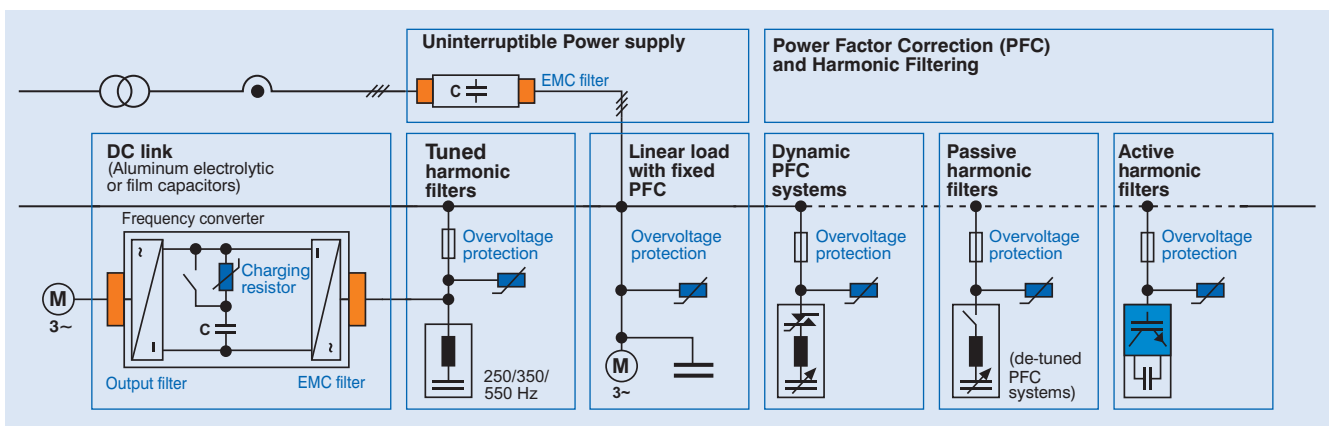 Uninterruptible Power supply
EMC filter
C
Power Factor Correction (PFC)
and Harmonic Filtering
DC link
(Aluminum electrolytic
or film capacitors)
Frequency converter
~
Charging
resistor
C
~
M
3~
Output filter
EMC filter
Tuned
harmonic
filters
Overvoltage
protection
250/350/
550 Hz
Linear load
with fixed
PFC
Overvoltage
protection
M
3~
Dynamic
PFC
systems
Overvoltage
protection
Passive
harmonic
filters
Overvoltage
protection
(de-tuned
PFC
systems)
Active
harmonic
filters
Overvoltage
protection